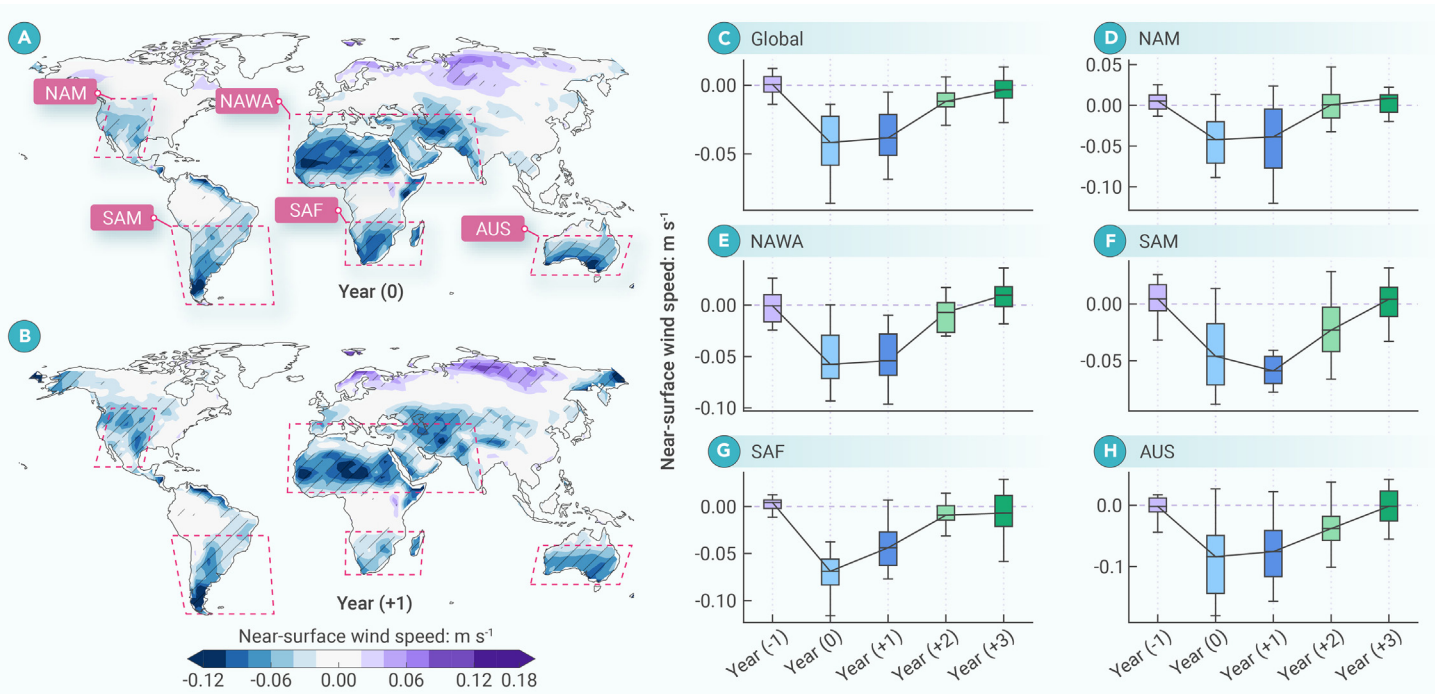 A
NAM
NAWA
SAM
SAF
AUS
Year (0)
B
Year (+1)
Near-surface wind speed: m s⁻¹
-0.12 -0.06 0.00 0.06 0.12 0.18
Near-surface wind speed: m s⁻¹
C Global
0.00
-0.05
D NAM
0.05
0.00
-0.05
-0.10
E NAWA
0.00
-0.05
-0.10
F SAM
0.00
-0.05
G SAF
0.00
-0.05
-0.10
Year (-1) Year (0) Year (+1) Year (+2) Year (+3)
H AUS
0.0
-0.1
Year (-1) Year (0) Year (+1) Year (+2) Year (+3)